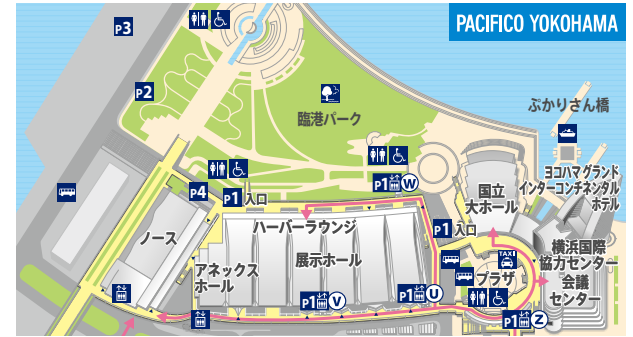 PACIFICO YOKOHAMA
P3
P2
臨港パーク
ぷかりさん橋
ヨコハマグランド
インターコンチネンタル
ホテル
国立
大ホール
P1
W
P4
P1 入口
P1 入口
ハーバーラウンジ
ノース
展示ホール
アネックス
ホール
TAXI
プラザ
横浜国際
協力センター
会議
センター
P1
V
P1
U
P1
Z